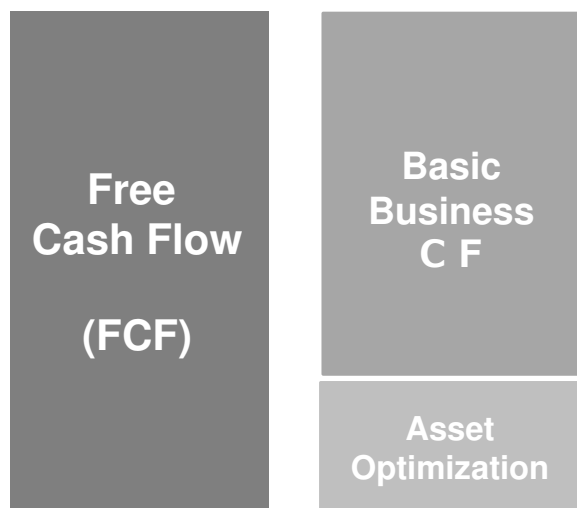 Free
Cash Flow
(FCF)
Basic
Business
C F
Asset
Optimization